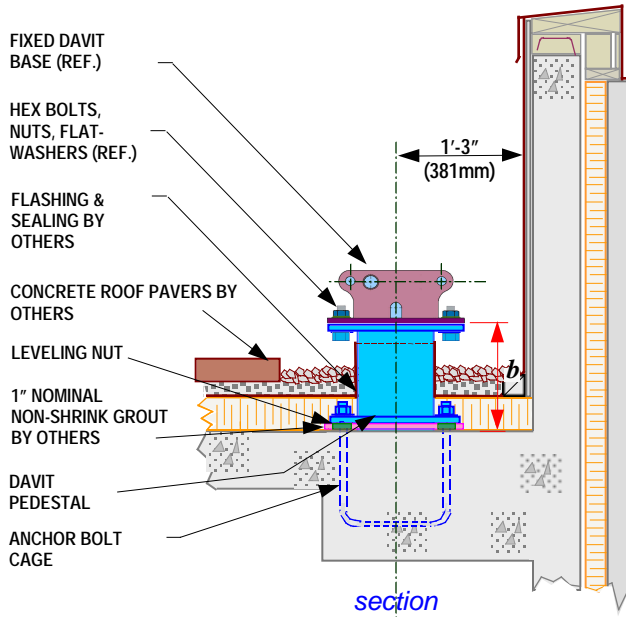 FIXED DAVIT
BASE (REF.)
HEX BOLTS,
NUTS, FLAT-
WASHERS (REF.)
FLASHING &
SEALING BY
OTHERS
CONCRETE ROOF PAVERS BY
OTHERS
LEVELING NUT
1” NOMINAL
NON-SHRINK GROUT
BY OTHERS
DAVIT
PEDESTAL
ANCHOR BOLT
CAGE
1’-3”
(381mm)
b
section